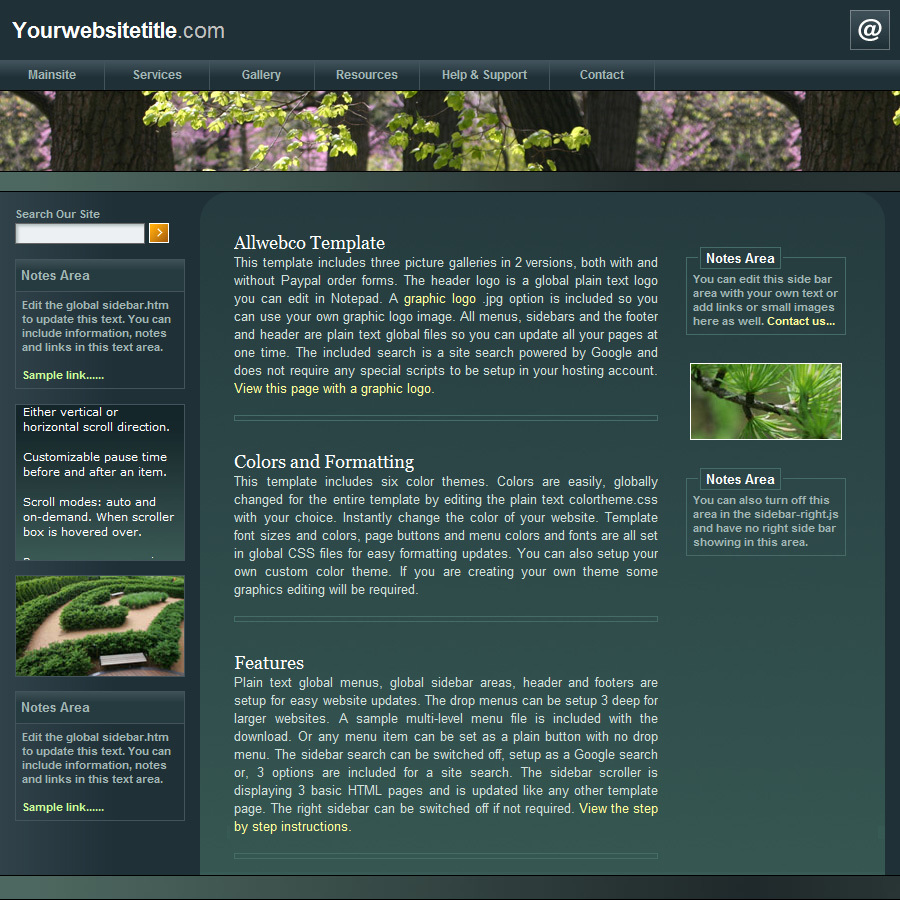 Yourwebsitetitle.com
@
Mainsite
Services
Gallery
Resources
Help & Support
Contact
Search Our Site
Notes Area
Edit the global sidebar.htm
to update this text. You can
include information, notes
and links in this text area.
Sample link......
Either vertical or
horizontal scroll direction.
Customizable pause time
before and after an item.
Scroll modes: auto and
on-demand. When scroller
box is hovered over.
Notes Area
Edit the global sidebar.htm
to update this text. You can
include information, notes
and links in this text area.
Sample link......
Allwebco Template
This template includes three picture galleries in 2 versions, both with and
without Paypal order forms. The header logo is a global plain text logo
you can edit in Notepad. A graphic logo .jpg option is included so you
can use your own graphic logo image. All menus, sidebars and the footer
and header are plain text global files so you can update all your pages at
one time. The included search is a site search powered by Google and
does not require any special scripts to be setup in your hosting account.
View this page with a graphic logo.
Colors and Formatting
This template includes six color themes. Colors are easily, globally
changed for the entire template by editing the plain text colortheme.css
with your choice. Instantly change the color of your website. Template
font sizes and colors, page buttons and menu colors and fonts are all set
in global CSS files for easy formatting updates. You can also setup your
own custom color theme. If you are creating your own theme some
graphics editing will be required.
Features
Plain text global menus, global sidebar areas, header and footers are
setup for easy website updates. The drop menus can be setup 3 deep for
larger websites. A sample multi-level menu file is included with the
download. Or any menu item can be set as a plain button with no drop
menu. The sidebar search can be switched off, setup as a Google search
or, 3 options are included for a site search. The sidebar scroller is
displaying 3 basic HTML pages and is updated like any other template
page. The right sidebar can be switched off if not required. View the step
by step instructions.
Notes Area
You can edit this side bar
area with your own text or
add links or small images
here as well. Contact us...
Notes Area
You can also turn off this
area in the sidebar-right.js
and have no right side bar
showing in this area.